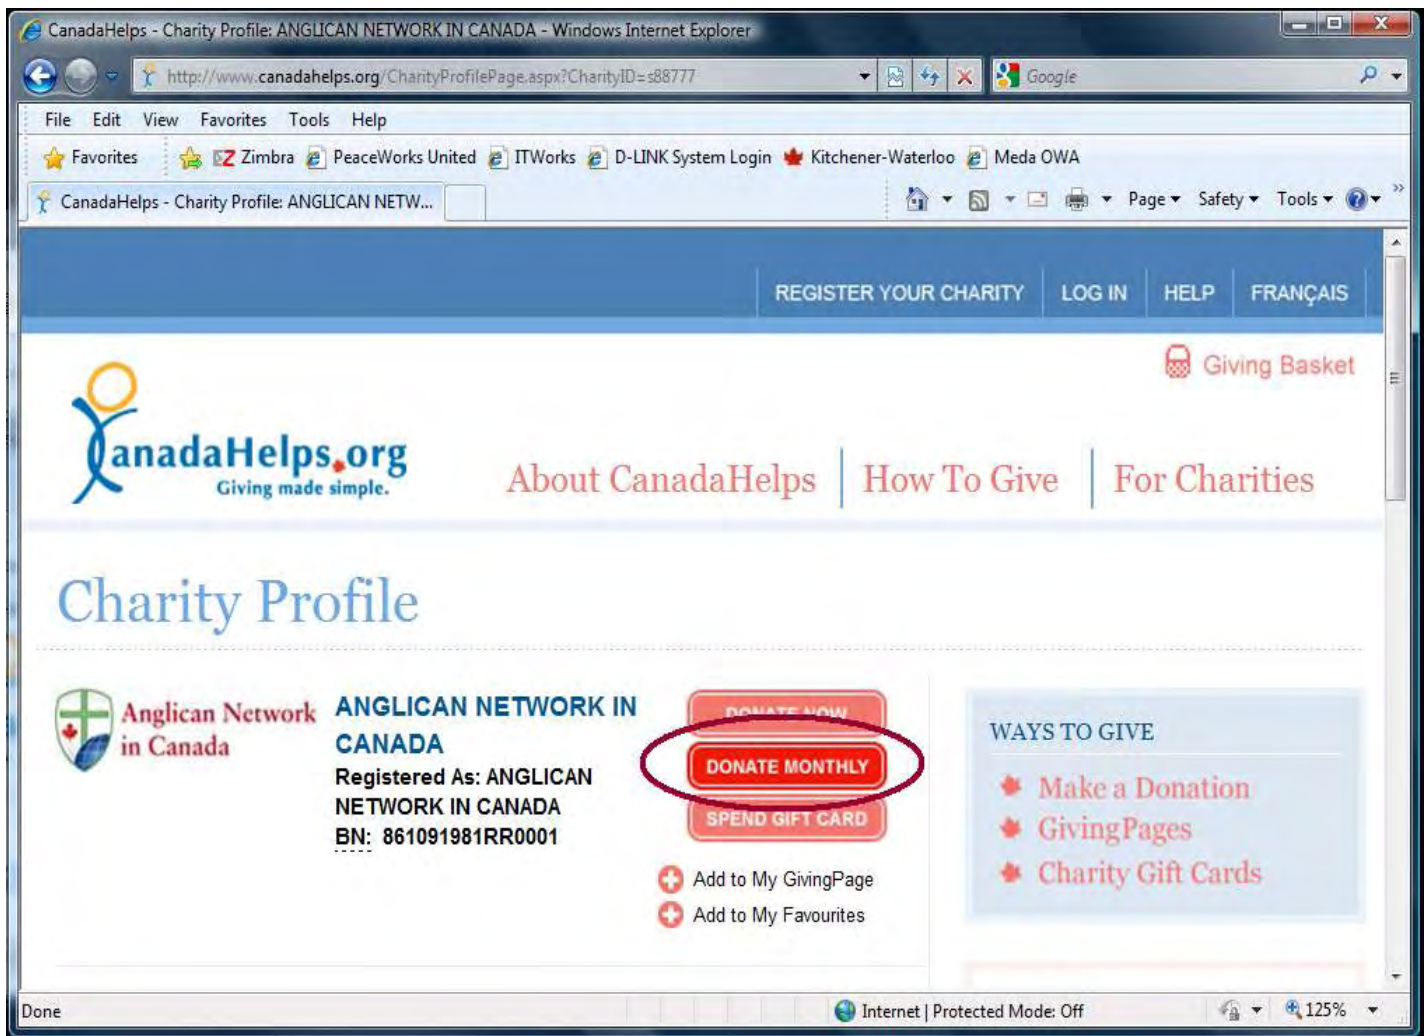 CanadaHelps - Charity Profile: ANGLICAN NETWORK IN CANADA - Windows Internet Explorer
http://www.canadahelps.org/CharityProfilePage.aspx?CharityID=s88777
Google
File Edit View Favorites Tools Help
Favorites Zimbra PeaceWorks United ITWorks D-LINK System Login Kitchener-Waterloo Meda OWA
CanadaHelps - Charity Profile: ANGLICAN NETW...
Page Safety Tools
REGISTER YOUR CHARITY LOG IN HELP FRANÇAIS
Giving Basket
CanadaHelps.org
Giving made simple.
About CanadaHelps How To Give For Charities
Charity Profile
Anglican Network
in Canada
ANGLICAN NETWORK IN
CANADA
Registered As: ANGLICAN
NETWORK IN CANADA
BN: 861091981RR0001
DONATE NOW
DONATE MONTHLY
SPEND GIFT CARD
Add to My GivingPage
Add to My Favourites
WAYS TO GIVE
Make a Donation
GivingPages
Charity Gift Cards
Done
Internet | Protected Mode: Off
125%